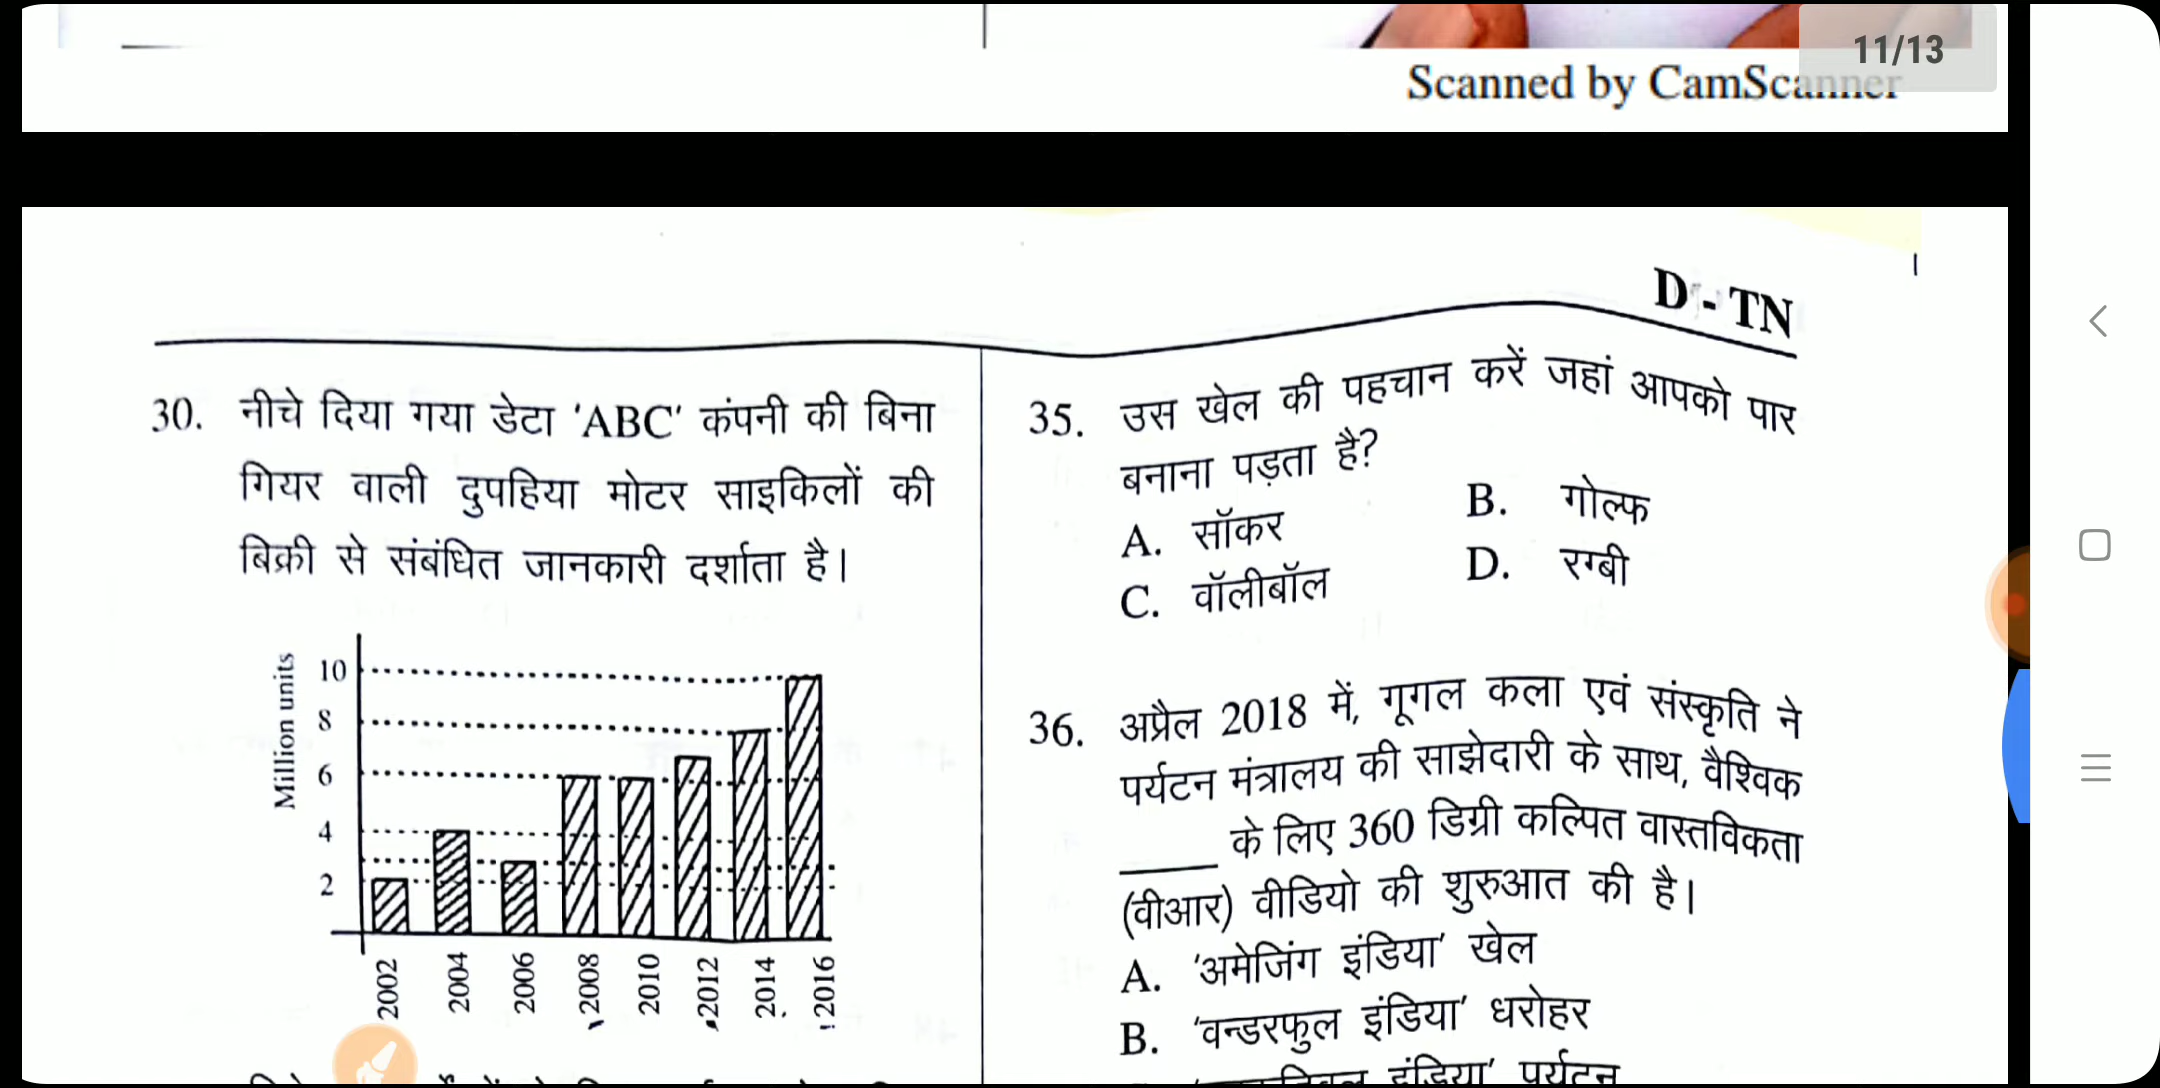 11/13
Scanned by CamScanner
D - TN
30. नीचे दिया गया डेटा 'ABC' कंपनी की बिना
गियर वाली दुपहिया मोटर साइकिलों की
बिक्री से संबंधित जानकारी दर्शाता है।
Million units
10
8
6
4
2
2002
2004
2006
2008
2010
2012
2014
2016
35. उस खेल की पहचान करें जहां आपको पार
बनाना पड़ता है?
A. सॉकर B. गोल्फ
C. वॉलीबॉल D. रग्बी
36. अप्रैल 2018 में, गूगल कला एवं संस्कृति ने
पर्यटन मंत्रालय की साझेदारी के साथ, वैश्विक
_____ के लिए 360 डिग्री कल्पित वास्तविकता
(वीआर) वीडियो की शुरुआत की है।
A. 'अमेजिंग इंडिया' खेल
B. 'वन्डरफुल इंडिया' धरोहर
इंडिया' पर्यटन